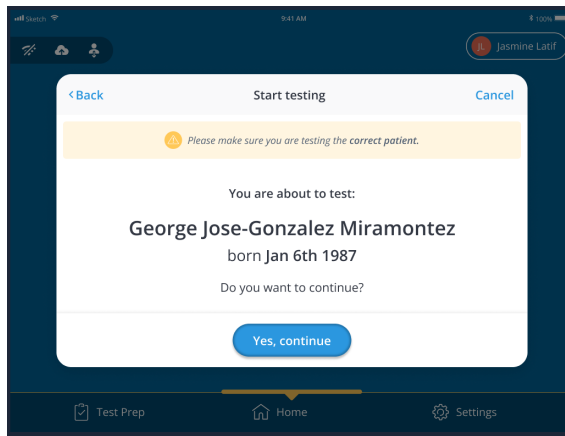 Sketch 9:41 AM 100%
JL Jasmine Latif
Back Start testing Cancel
Please make sure you are testing the correct patient.
You are about to test:
George Jose-Gonzalez Miramontez
born Jan 6th 1987
Do you want to continue?
Yes, continue
Test Prep Home Settings